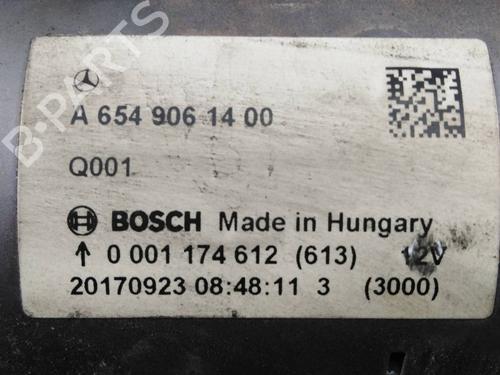 A 654 906 14 00
Q001
BOSCH Made in Hungary
↑ 0 001 174 612 (613) 12V
20170923 08:48:11 3 (3000)
B-PARTS